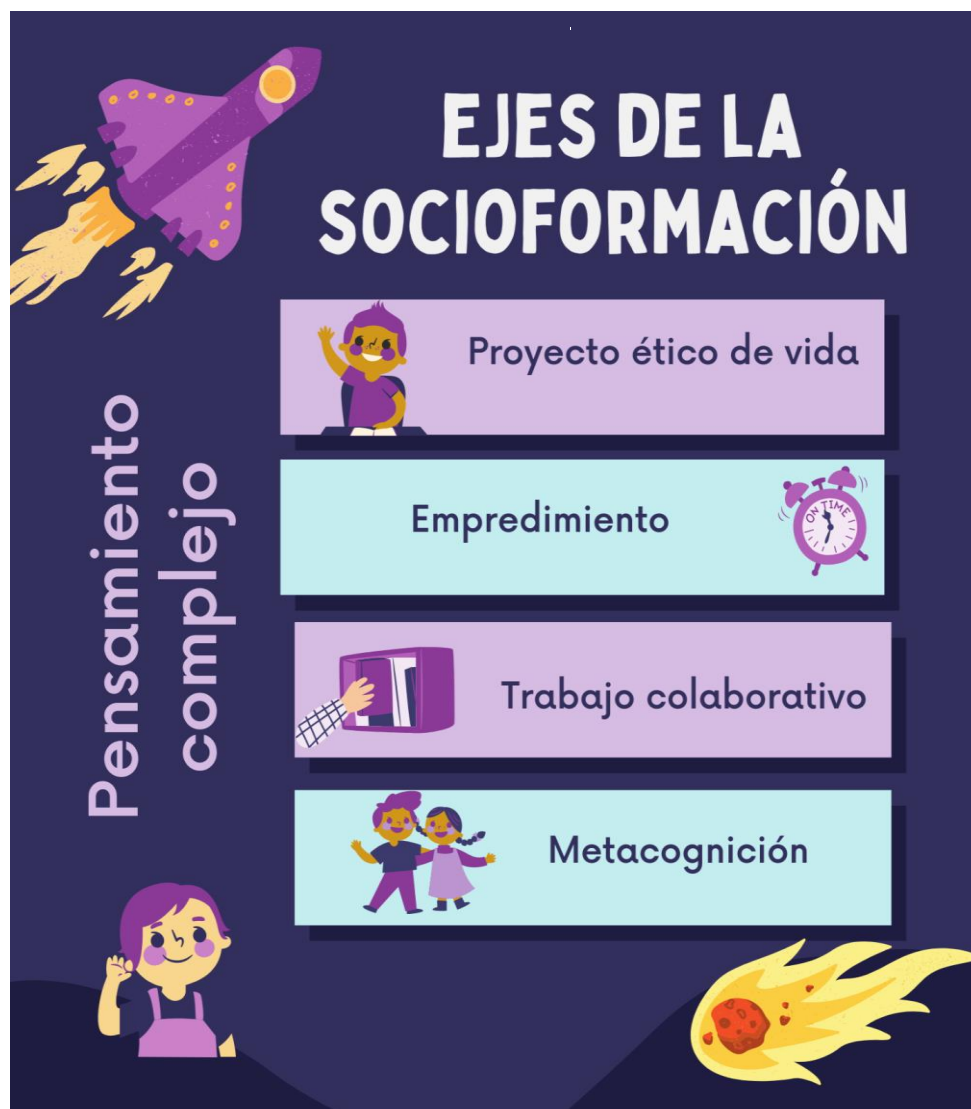 EJES DE LA
SOCIOFORMACIÓN
Pensamiento
complejo
Proyecto ético de vida
Empredimiento
ON TIME
Trabajo colaborativo
Metacognición